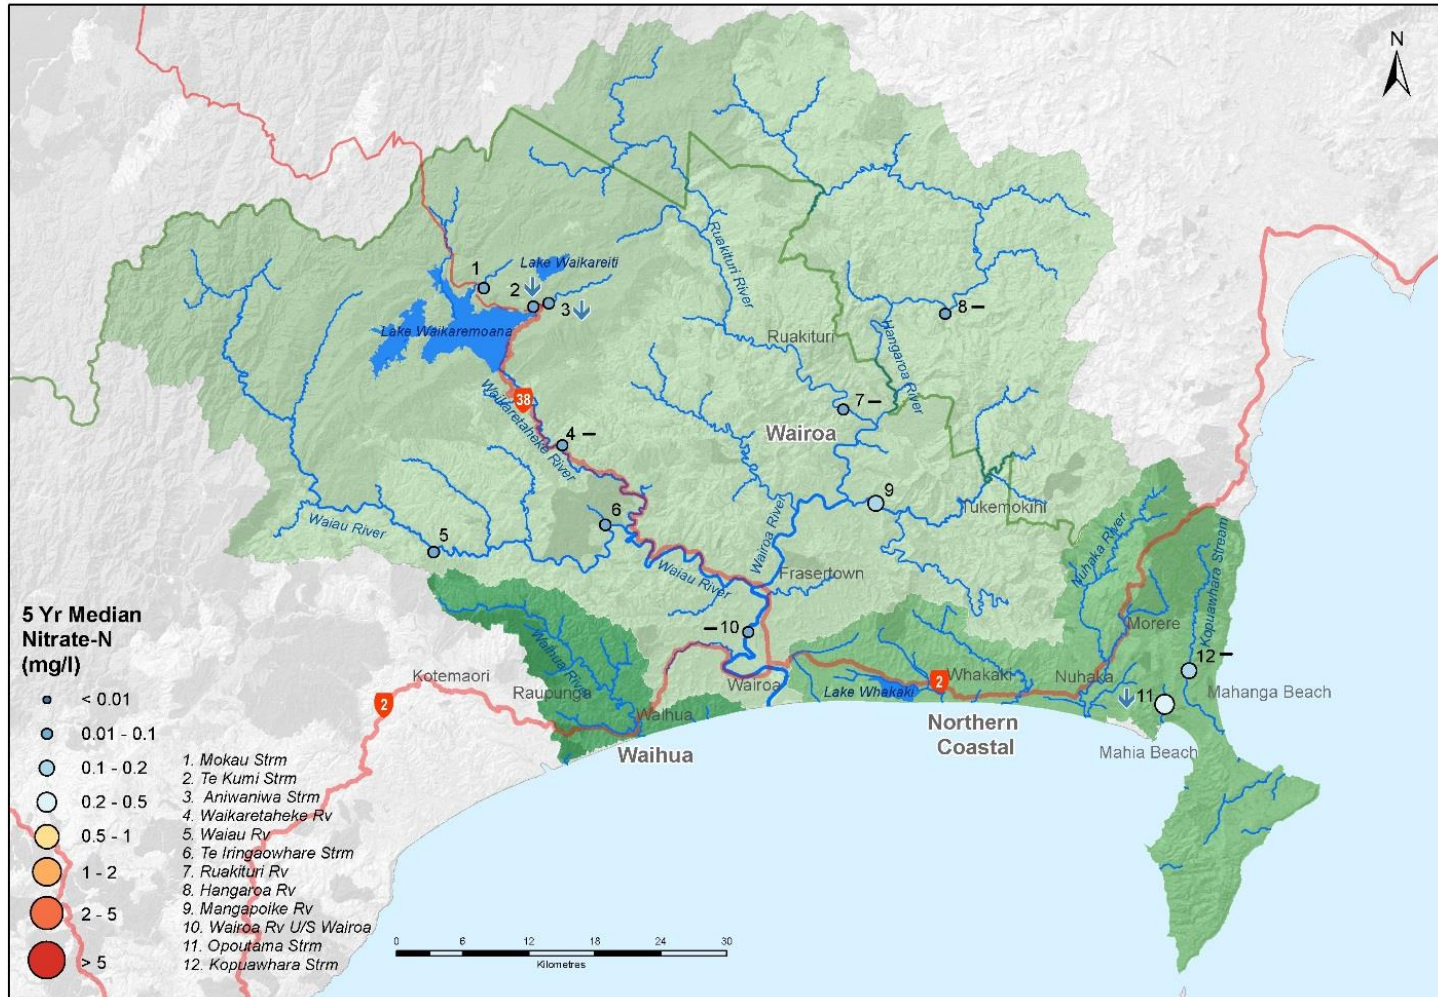 N
1
Lake Waikareiti
2
3
Lake Waikaremoana
Ruakituri River
8 –
Ruakituri
Hangaroa River
38
Waikaretaheke River
7 –
Wairoa
4 –
9
Tukemokihi
6
Waiau River
5
Wairoa River
Frasertown
Waiau River
Nuhaka River
Kopuawhara Stream
Morere
– 10
12 –
Waihua River
Kotemaori
Raupunga
Wairoa
Lake Whakaki
2
Whakaki
Nuhaka
11
Mahanga Beach
2
Waihua
Waihua
Northern
Coastal
Mahia Beach
5 Yr Median
Nitrate-N
(mg/l)
< 0.01
0.01 - 0.1
0.1 - 0.2
0.2 - 0.5
0.5 - 1
1 - 2
2 - 5
> 5
1. Mokau Strm
2. Te Kumi Strm
3. Aniwaniwa Strm
4. Waikaretaheke Rv
5. Waiau Rv
6. Te Iringaowhare Strm
7. Ruakituri Rv
8. Hangaroa Rv
9. Mangapoike Rv
10. Wairoa Rv U/S Wairoa
11. Opoutama Strm
12. Kopuawhara Strm
0 6 12 18 24 30
Kilometres